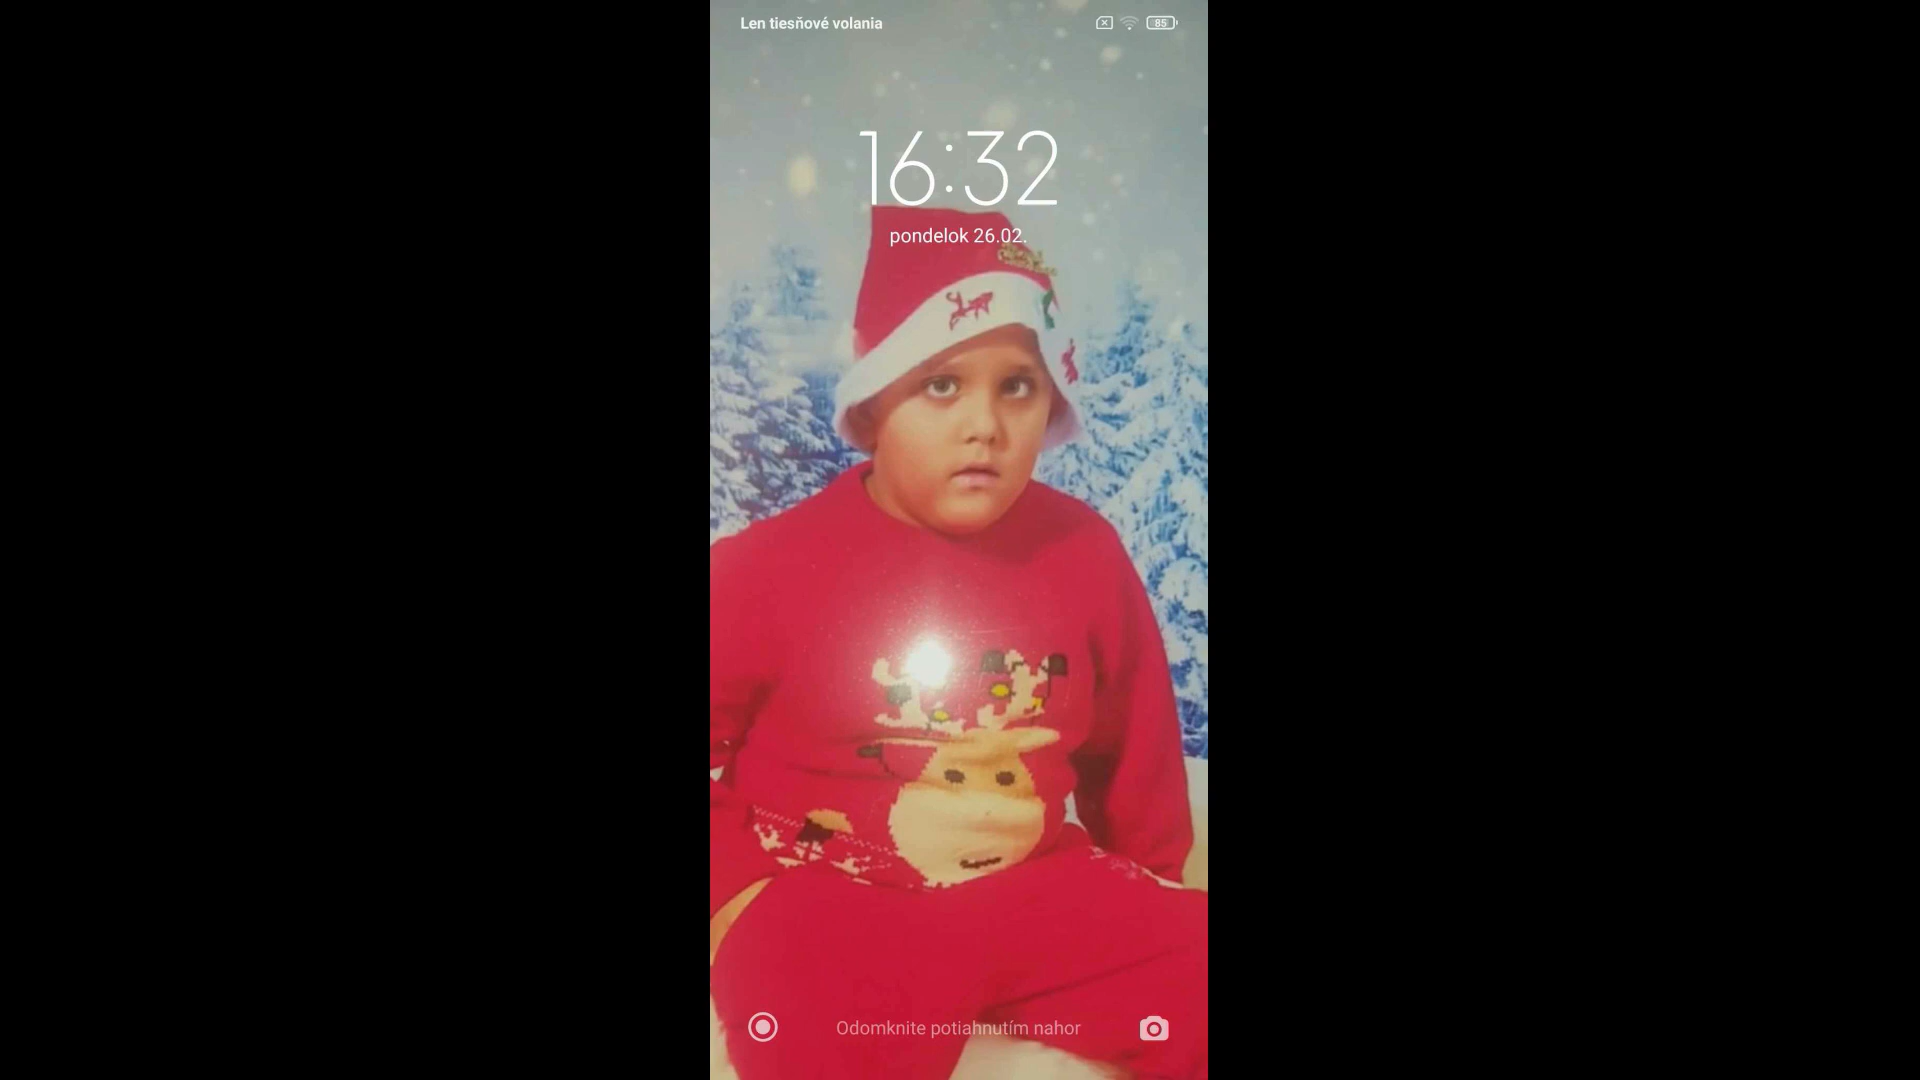 Len tiesňové volania
85
16:32
pondelok 26.02.
Odomknite potiahnutím nahor